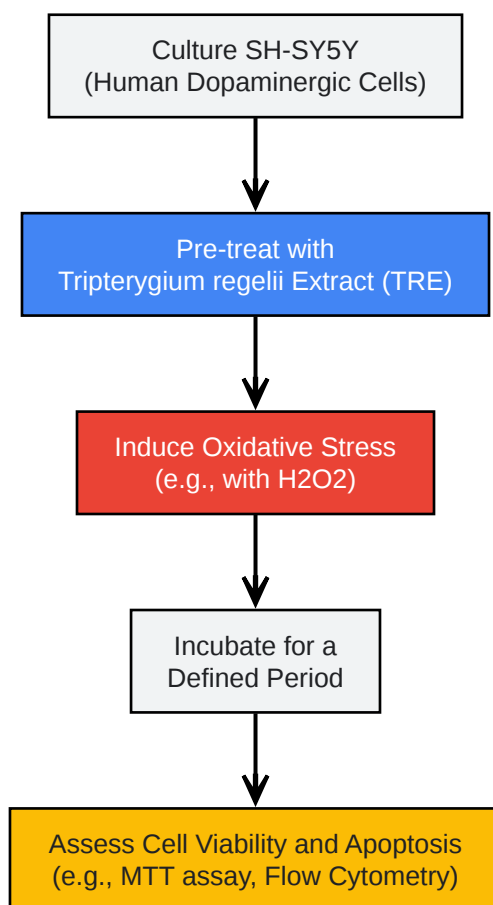 Culture SH-SY5Y
(Human Dopaminergic Cells)
Pre-treat with
Tripterygium regelii Extract (TRE)
Induce Oxidative Stress
(e.g., with H2O2)
Incubate for a
Defined Period
Assess Cell Viability and Apoptosis
(e.g., MTT assay, Flow Cytometry)